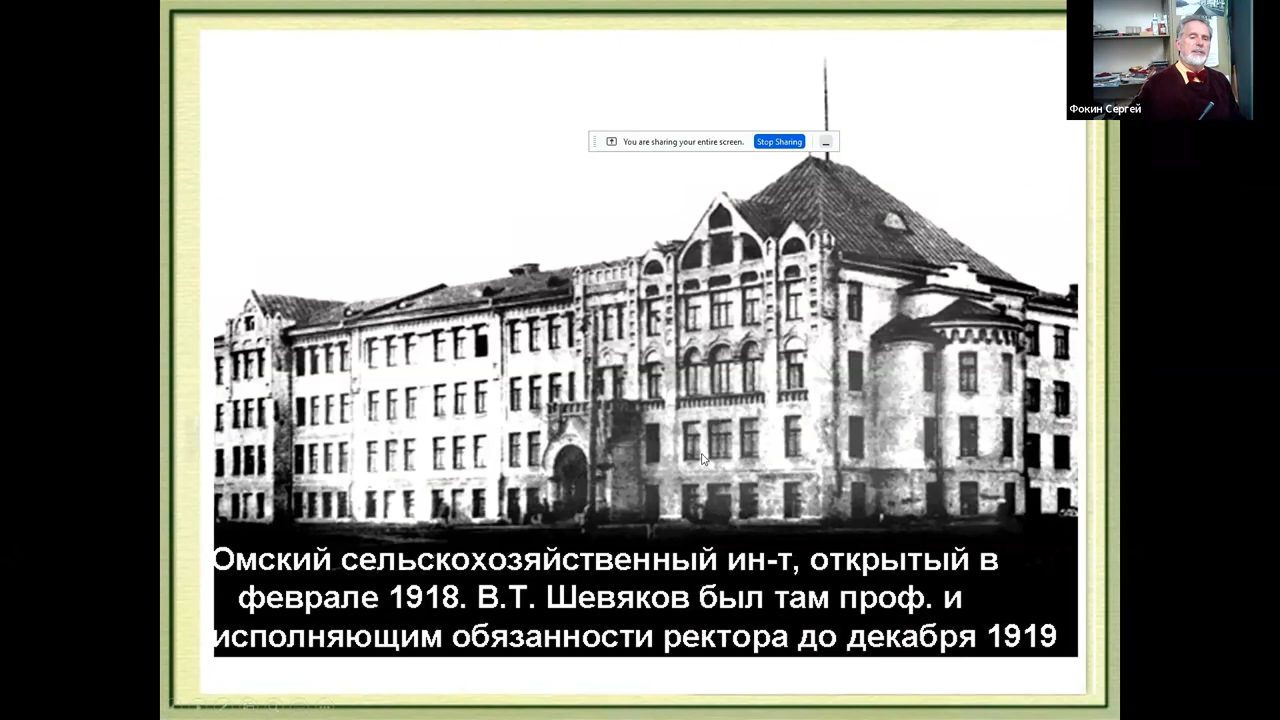 Фокин Сергей
You are sharing your entire screen.
Stop Sharing
Омский сельскохозяйственный ин-т, открытый в
феврале 1918. В.Т. Шевяков был там проф. и
исполняющим обязанности ректора до декабря 1919